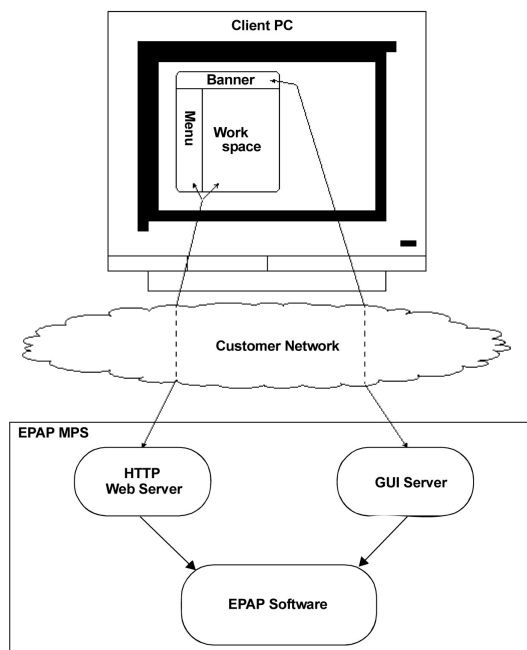 Client PC
Banner
Menu
Work
space
Customer Network
EPAP MPS
HTTP
Web Server
GUI Server
EPAP Software